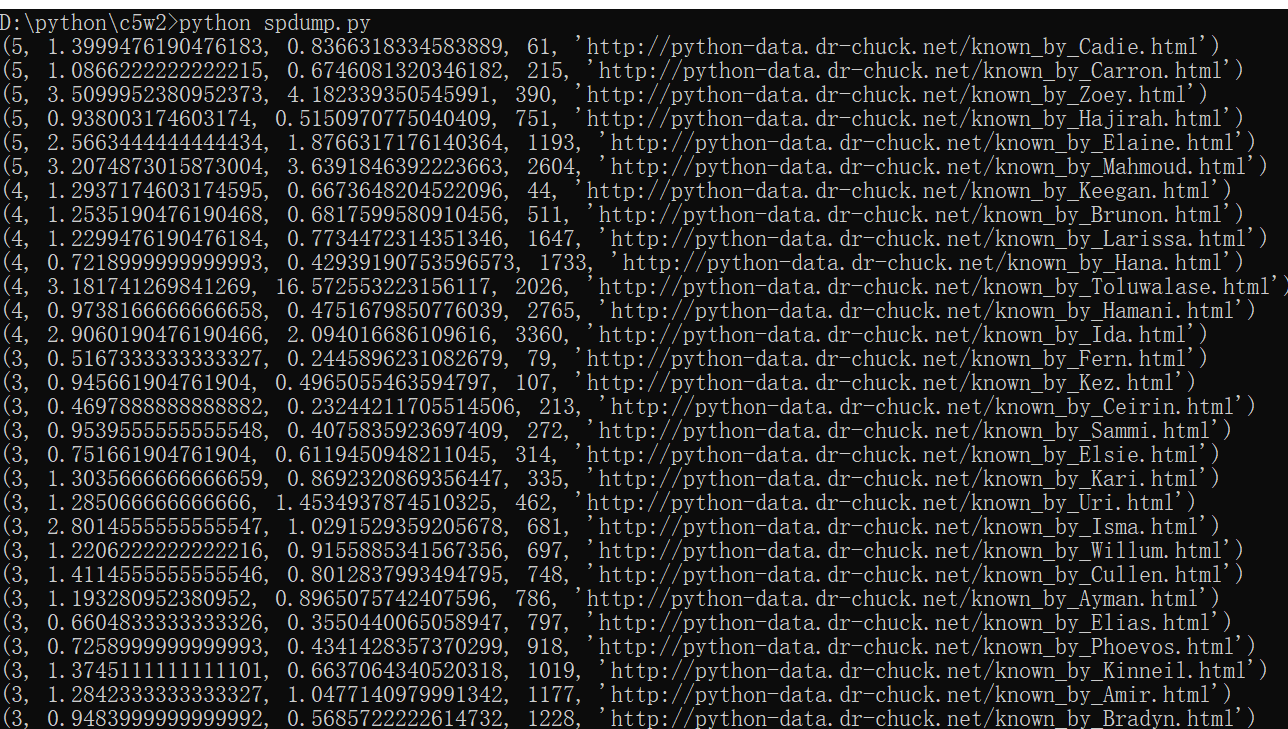 D:\python\c5w2>python spdump.py
(5, 1.3999476190476183, 0.8366318334583889, 61, 'http://python-data.dr-chuck.net/known_by_Cadie.html')
(5, 1.0866222222222215, 0.6746081320346182, 215, 'http://python-data.dr-chuck.net/known_by_Carron.html')
(5, 3.5099952380952373, 4.182339350545991, 390, 'http://python-data.dr-chuck.net/known_by_Zoey.html')
(5, 0.938003174603174, 0.5150970775040409, 751, 'http://python-data.dr-chuck.net/known_by_Hajirah.html')
(5, 2.5663444444444434, 1.8766317176140364, 1193, 'http://python-data.dr-chuck.net/known_by_Elaine.html')
(5, 3.2074873015873004, 3.6391846392223663, 2604, 'http://python-data.dr-chuck.net/known_by_Mahmoud.html')
(4, 1.2937174603174595, 0.6673648204522096, 44, 'http://python-data.dr-chuck.net/known_by_Keegan.html')
(4, 1.2535190476190468, 0.6817599580910456, 511, 'http://python-data.dr-chuck.net/known_by_Brunon.html')
(4, 1.2299476190476184, 0.7734472314351346, 1647, 'http://python-data.dr-chuck.net/known_by_Larissa.html')
(4, 0.7218999999999993, 0.42939190753596573, 1733, 'http://python-data.dr-chuck.net/known_by_Hana.html')
(4, 3.181741269841269, 16.572553223156117, 2026, 'http://python-data.dr-chuck.net/known_by_Toluwalase.html')
(4, 0.9738166666666658, 0.4751679850776039, 2765, 'http://python-data.dr-chuck.net/known_by_Hamani.html')
(4, 2.9060190476190466, 2.094016686109616, 3360, 'http://python-data.dr-chuck.net/known_by_Ida.html')
(3, 0.5167333333333327, 0.2445896231082679, 79, 'http://python-data.dr-chuck.net/known_by_Fern.html')
(3, 0.945661904761904, 0.4965055463594797, 107, 'http://python-data.dr-chuck.net/known_by_Kez.html')
(3, 0.46978888888888882, 0.23244211705514506, 213, 'http://python-data.dr-chuck.net/known_by_Ceirin.html')
(3, 0.9539555555555548, 0.4075835923697409, 272, 'http://python-data.dr-chuck.net/known_by_Sammi.html')
(3, 0.751661904761904, 0.6119450948211045, 314, 'http://python-data.dr-chuck.net/known_by_Elsie.html')
(3, 1.3035666666666659, 0.8692320869356447, 335, 'http://python-data.dr-chuck.net/known_by_Kari.html')
(3, 1.285066666666666, 1.4534937874510325, 462, 'http://python-data.dr-chuck.net/known_by_Uri.html')
(3, 2.8014555555555547, 1.0291529359205678, 681, 'http://python-data.dr-chuck.net/known_by_Isma.html')
(3, 1.2206222222222216, 0.9155885341567356, 697, 'http://python-data.dr-chuck.net/known_by_Willum.html')
(3, 1.4114555555555546, 0.8012837993494795, 748, 'http://python-data.dr-chuck.net/known_by_Cullen.html')
(3, 1.193280952380952, 0.8965075742407596, 786, 'http://python-data.dr-chuck.net/known_by_Ayman.html')
(3, 0.6604833333333326, 0.3550440065058947, 797, 'http://python-data.dr-chuck.net/known_by_Elias.html')
(3, 0.7258999999999993, 0.4341428357370299, 918, 'http://python-data.dr-chuck.net/known_by_Phoevos.html')
(3, 1.3745111111111101, 0.6637064340520318, 1019, 'http://python-data.dr-chuck.net/known_by_Kinneil.html')
(3, 1.2842333333333327, 1.0477140979991342, 1177, 'http://python-data.dr-chuck.net/known_by_Amir.html')
(3, 0.9483999999999992, 0.5685722222614732, 1228, 'http://python-data.dr-chuck.net/known_by_Bradyn.html')